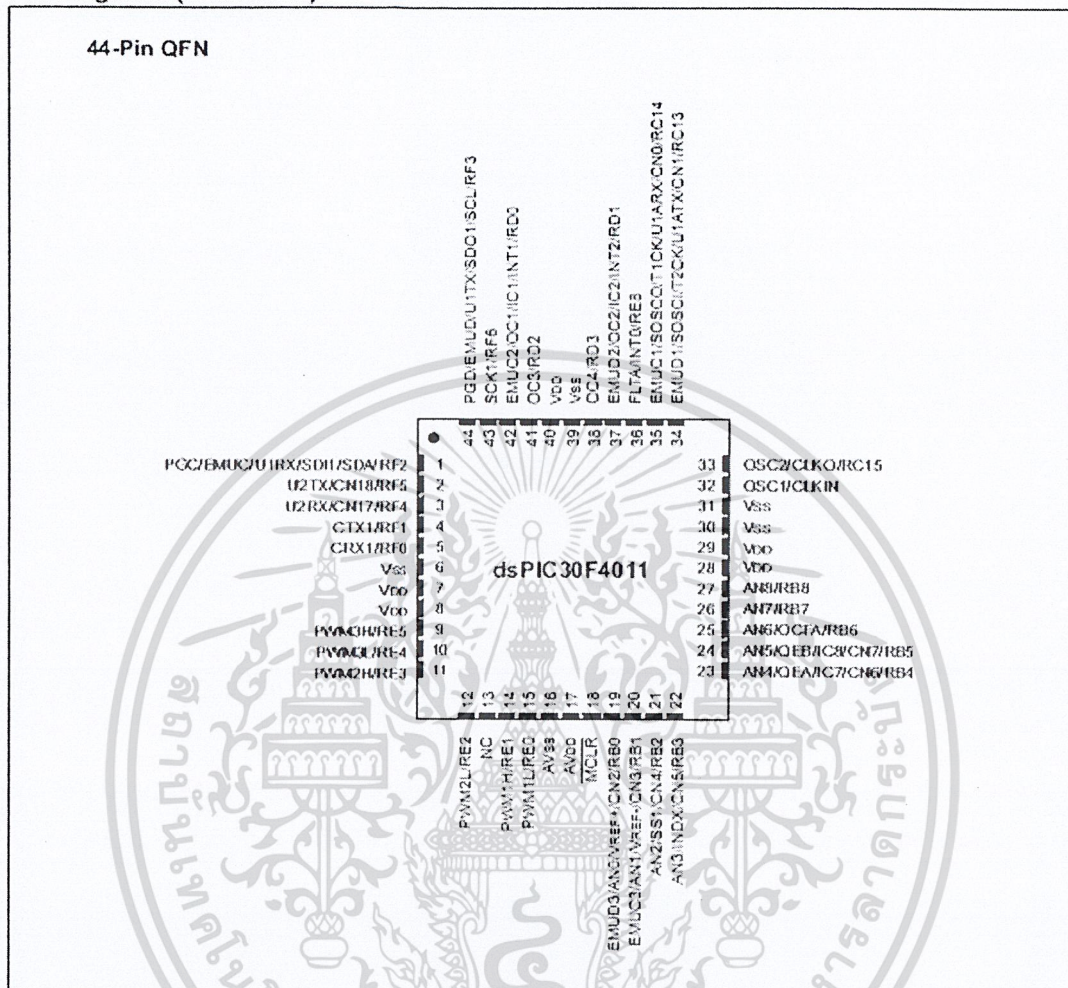 44-Pin QFN
PGD/EMUD/U1TX/SDO1/SCL/RF3
SCK1/RF6
EMUC2/OC1/IC1/INT1/RD0
OC3/RD2
VDD
VSS
OC4/RD3
EMUD2/OC2/IC2/INT2/RD1
FLTA/INT0/RE8
EMUC1/SOSCO/T1CK/U1ARX/CN0/RC14
EMUD1/SOSCI/T2CK/U1ATX/CN1/RC13
44 43 42 41 40 39 38 37 36 35 34
PGC/EMUC/U1RX/SDI1/SDA/RF2 1
U2TX/CN18/RF5 2
U2RX/CN17/RF4 3
CTX1/RF1 4
CRX1/RF0 5
VSS 6
VDD 7
VDD 8
PWM3H/RE5 9
PWM3L/RE4 10
PWM2H/RE3 11
dsPIC30F4011
33 OSC2/CLKO/RC15
32 OSC1/CLKIN
31 VSS
30 VSS
29 VDD
28 VDD
27 AN8/RB8
26 AN7/RB7
25 AN6/OCFA/RB6
24 AN5/QEB/IC8/CN7/RB5
23 AN4/QEA/IC7/CN6/RB4
12 13 14 15 16 17 18 19 20 21 22
PWM2L/RE2
NC
PWM1H/RE1
PWM1L/RE0
AVSS
AVDD
MCLR
EMUD3/AN0/VREF+/CN2/RB0
EMUC3/AN1/VREF-/CN3/RB1
AN2/SS1/CN4/RB2
AN3/INDX/CN5/RB3